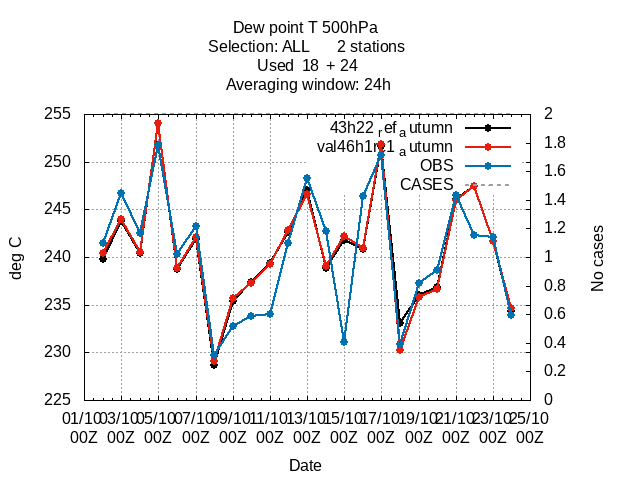 Dew point T 500hPa
Selection: ALL 2 stations
Used 18 + 24
Averaging window: 24h
255 2
43h22 ref a utumn
val46h1rc1 a utumn
OBS
CASES
250 1.8
245 1.6
240 1.4
235 1.2
230 1
225 0.8
0.6
0.4
0.2
0
deg C
No cases
01/10 03/10 05/10 07/10 09/10 11/10 13/10 15/10 17/10 19/10 21/10 23/10 25/10
00Z 00Z 00Z 00Z 00Z 00Z 00Z 00Z 00Z 00Z 00Z 00Z 00Z
Date